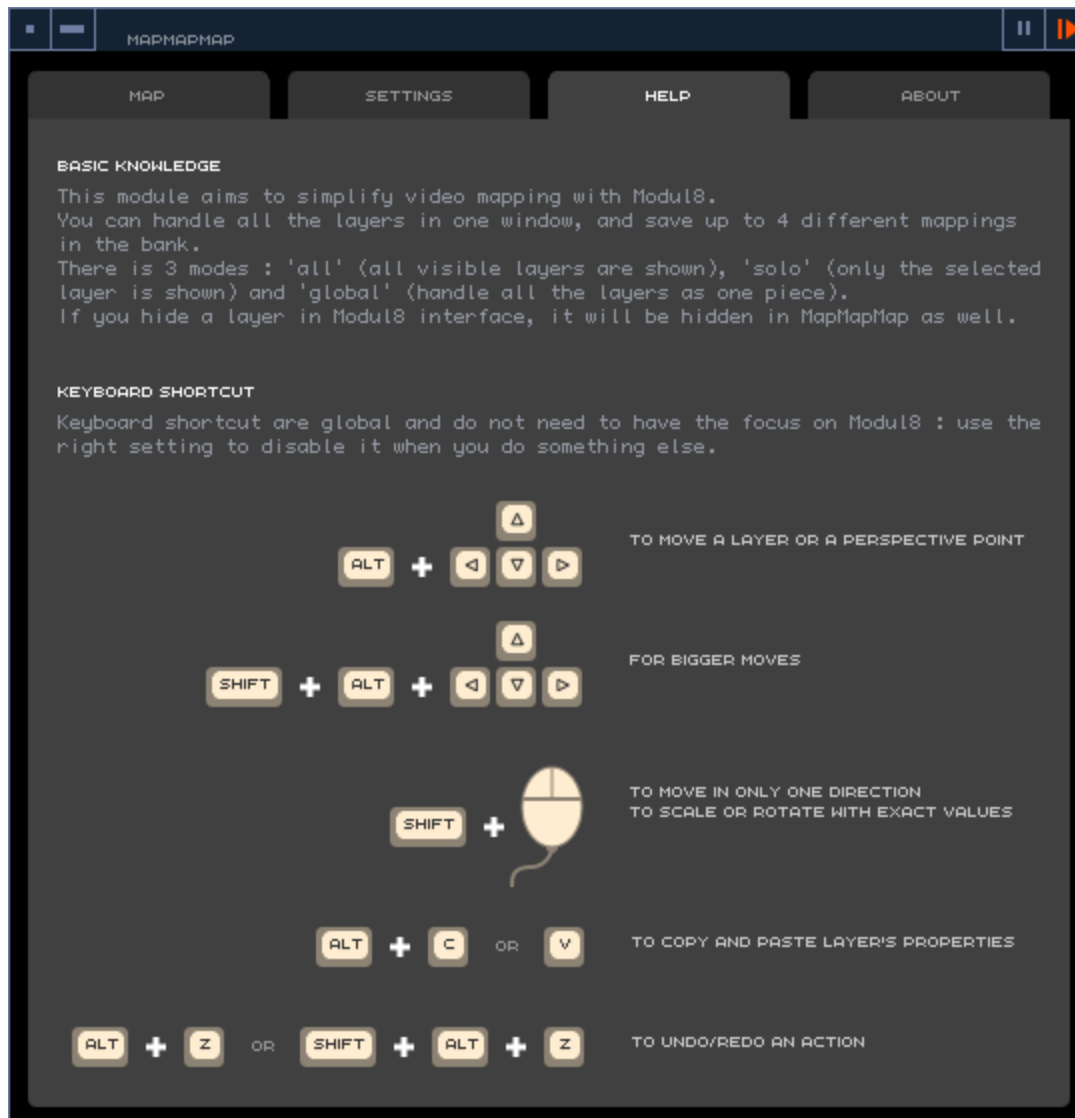 MAPMAPMAP
MAP SETTINGS HELP ABOUT
BASIC KNOWLEDGE
This module aims to simplify video mapping with Modul8.
You can handle all the layers in one window, and save up to 4 different mappings
in the bank.
There is 3 modes : 'all' (all visible layers are shown), 'solo' (only the selected
layer is shown) and 'global' (handle all the layers as one piece).
If you hide a layer in Modul8 interface, it will be hidden in MapMapMap as well.
KEYBOARD SHORTCUT
Keyboard shortcut are global and do not need to have the focus on Modul8 : use the
right setting to disable it when you do something else.
ALT + TO MOVE A LAYER OR A PERSPECTIVE POINT
SHIFT + ALT + FOR BIGGER MOVES
SHIFT + TO MOVE IN ONLY ONE DIRECTION
TO SCALE OR ROTATE WITH EXACT VALUES
ALT + C OR V TO COPY AND PASTE LAYER'S PROPERTIES
ALT + Z OR SHIFT + ALT + Z TO UNDO/REDO AN ACTION